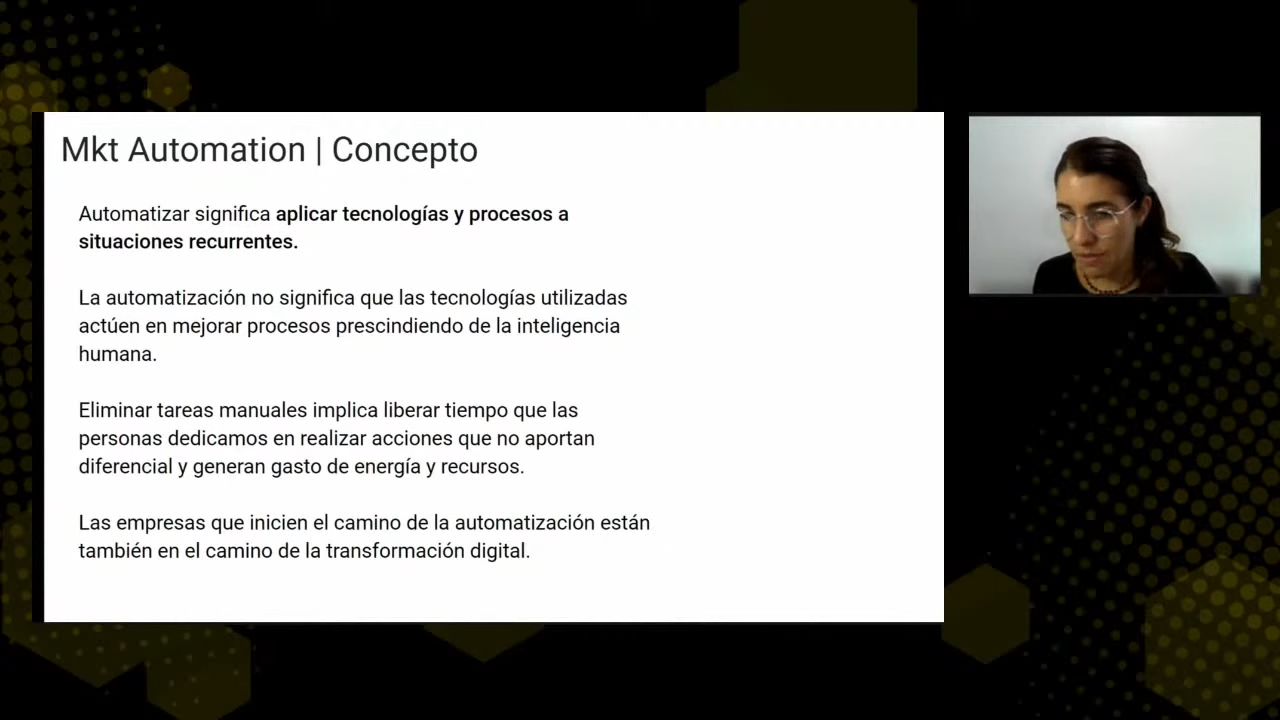 Mkt Automation | Concepto
Automatizar significa aplicar tecnologías y procesos a
situaciones recurrentes.
La automatización no significa que las tecnologías utilizadas
actúen en mejorar procesos prescindiendo de la inteligencia
humana.
Eliminar tareas manuales implica liberar tiempo que las
personas dedicamos en realizar acciones que no aportan
diferencial y generan gasto de energía y recursos.
Las empresas que inicien el camino de la automatización están
también en el camino de la transformación digital.